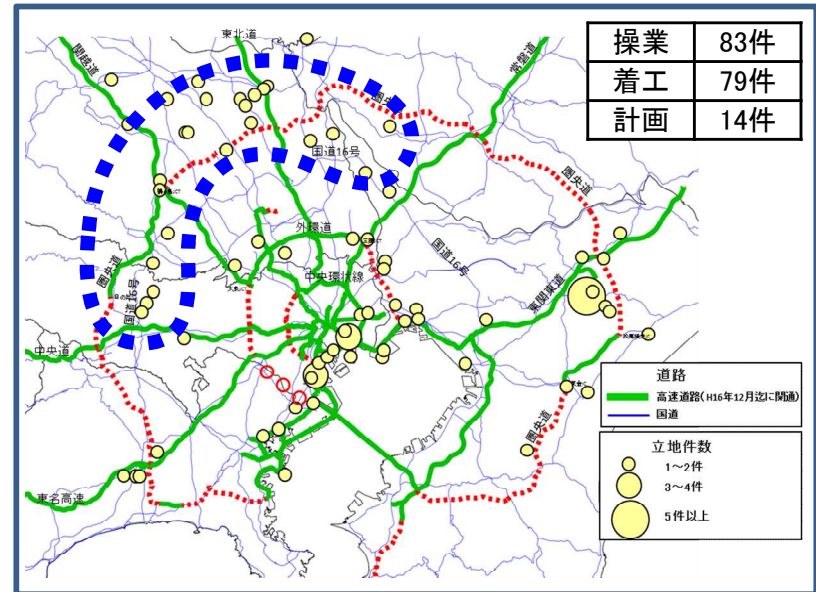 東北道
操業 83件
着工 79件
計画 14件
関越道
常磐道
圏央道
国道16号
圏央道
外環道
国道16号
中央環状線
圏央道
国道16号
東関東道
中央道
道路
高速道路(H16年12月迄に開通)
国道
圏央道
立地件数
1～2件
3～4件
5件以上
東名高速